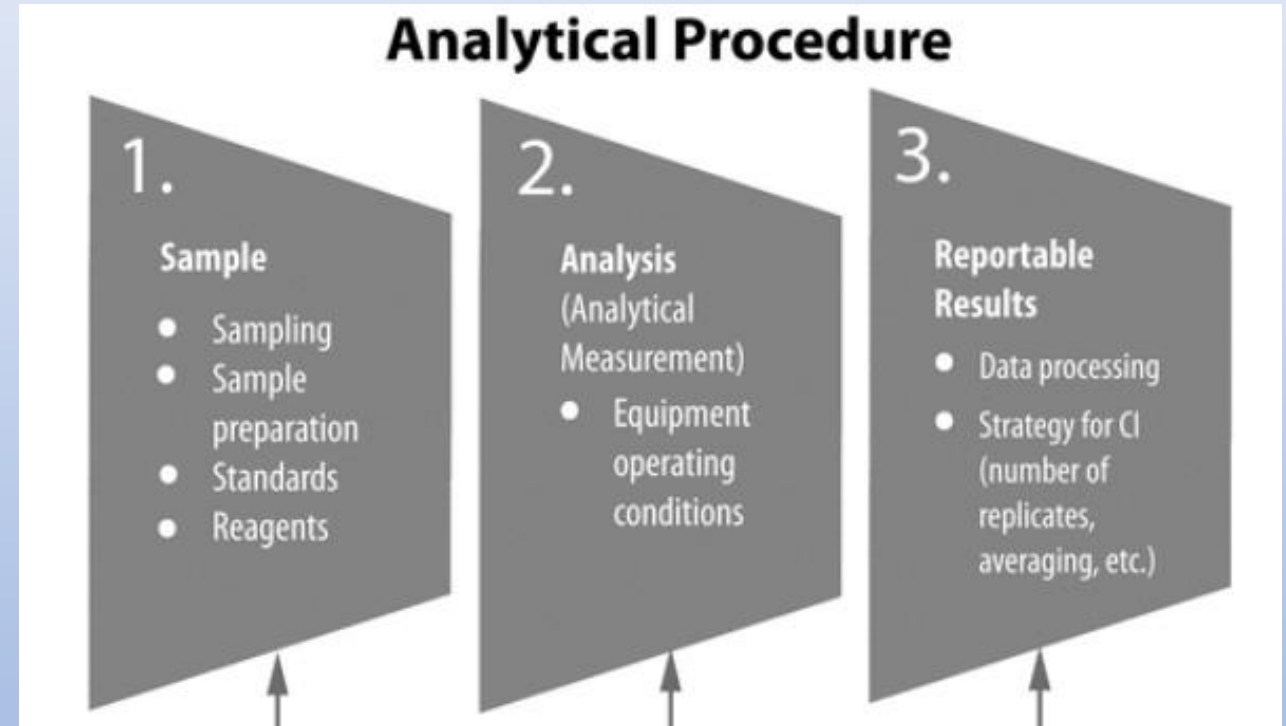 Analytical Procedure
1.
Sample
● Sampling
● Sample
preparation
● Standards
● Reagents
2.
Analysis
(Analytical
Measurement)
● Equipment
operating
conditions
3.
Reportable
Results
● Data processing
● Strategy for CI
(number of
replicates,
averaging, etc.)